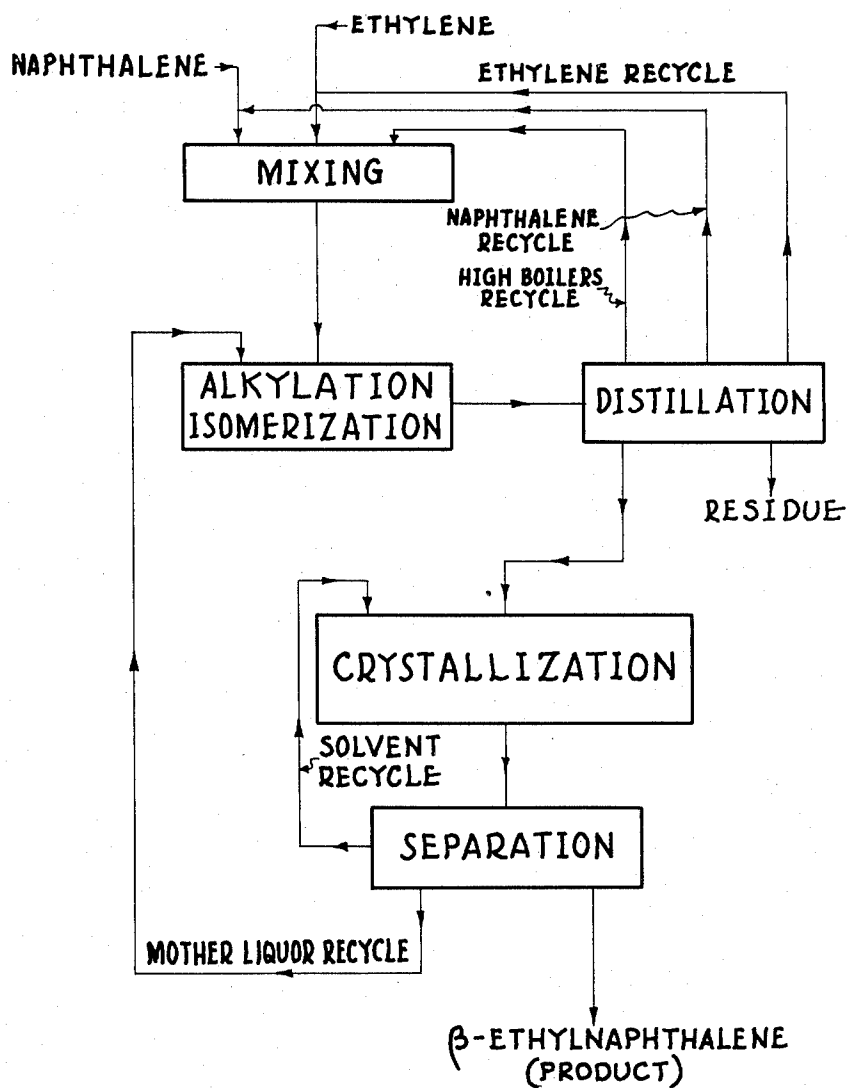 ETHYLENE
NAPHTHALENE
ETHYLENE RECYCLE
MIXING
NAPHTHALENE
RECYCLE
HIGH BOILERS
RECYCLE
ALKYLATION
ISOMERIZATION
DISTILLATION
RESIDUE
CRYSTALLIZATION
SOLVENT
RECYCLE
SEPARATION
MOTHER LIQUOR RECYCLE
β-ETHYLNAPHTHALENE
(PRODUCT)